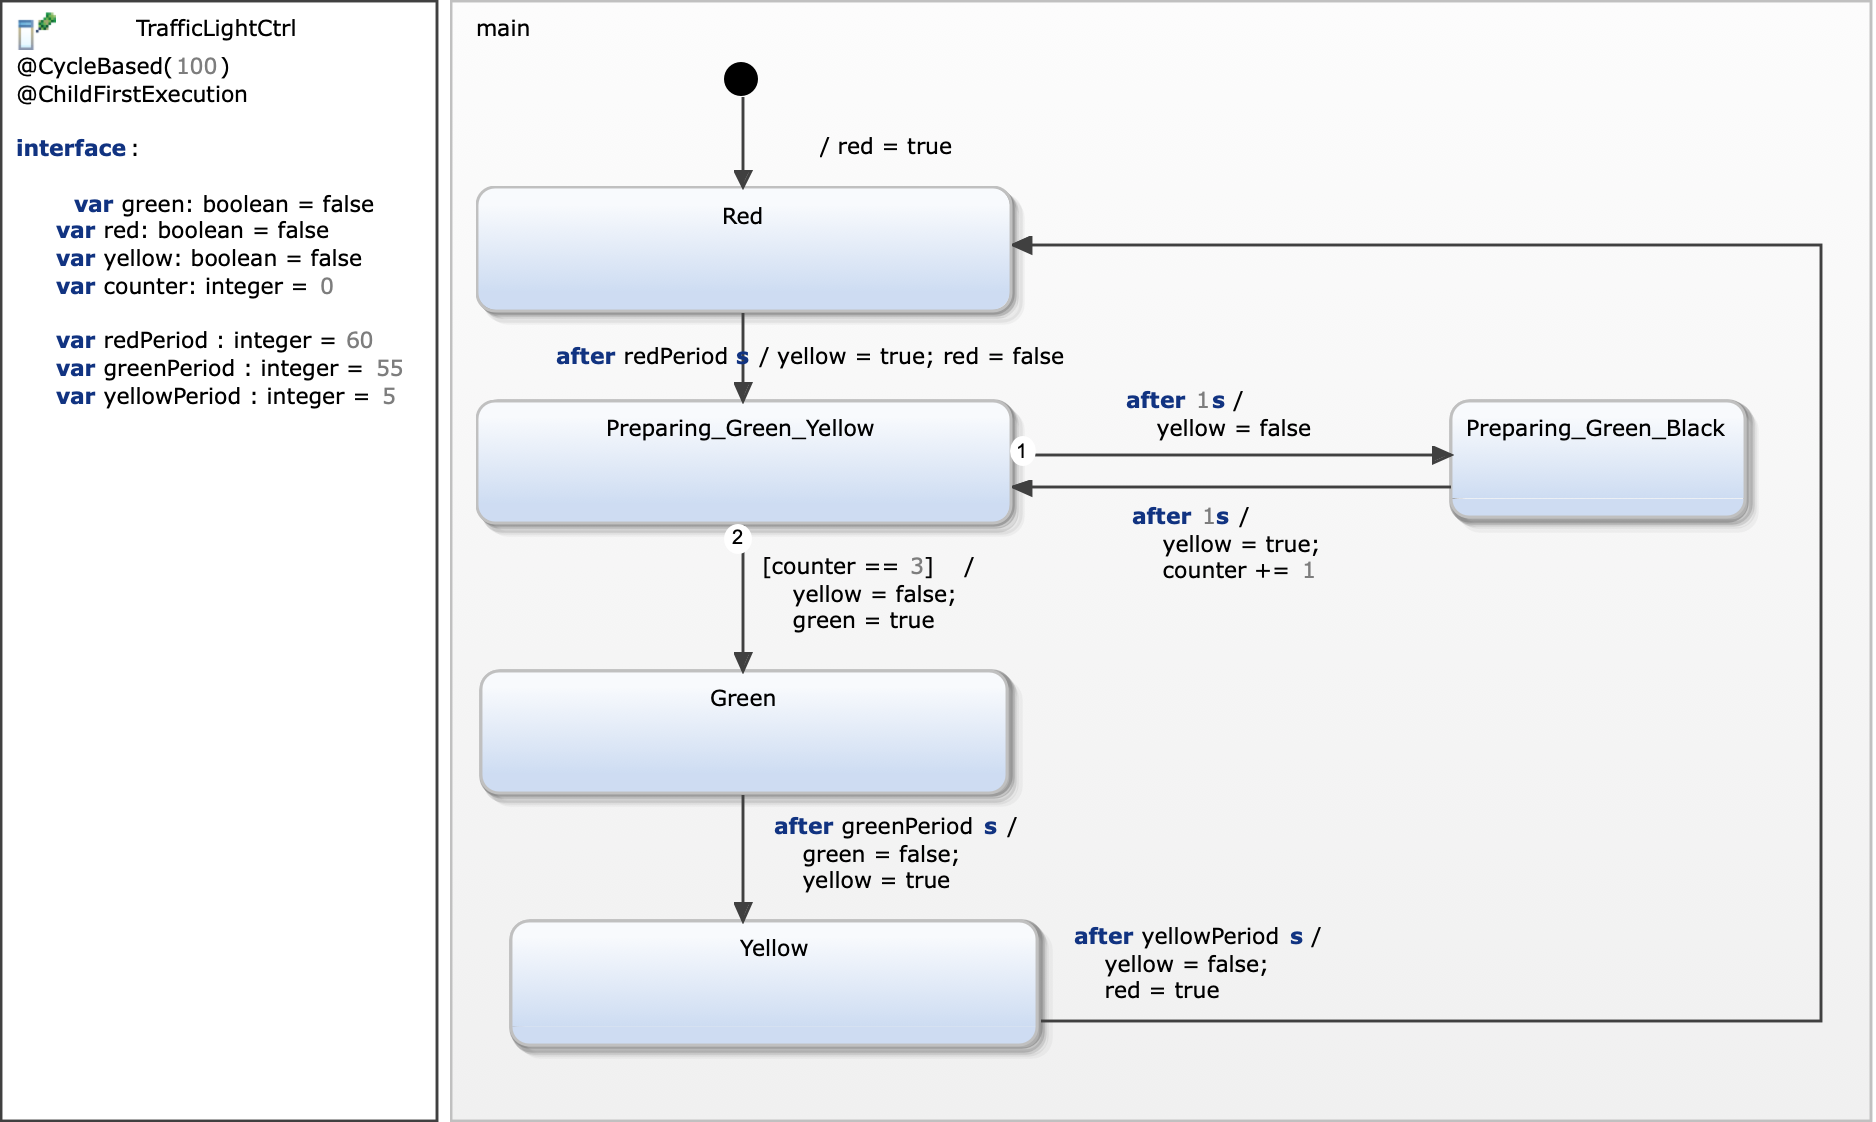 TrafficLightCtrl
@CycleBased(100)
@ChildFirstExecution
interface :
var green: boolean = false
var red: boolean = false
var yellow: boolean = false
var counter: integer = 0
var redPeriod : integer = 60
var greenPeriod : integer = 55
var yellowPeriod : integer = 5
main
/ red = true
Red
after redPeriod s / yellow = true; red = false
Preparing_Green_Yellow
1
after 1s /
yellow = false
Preparing_Green_Black
after 1s /
yellow = true;
counter += 1
2
[counter == 3] /
yellow = false;
green = true
Green
after greenPeriod s /
green = false;
yellow = true
Yellow
after yellowPeriod s /
yellow = false;
red = true